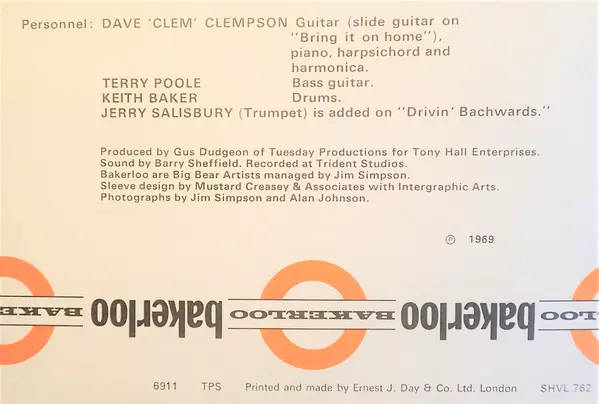 Personnel: DAVE 'CLEM' CLEMPSON Guitar (slide guitar on
"Bring it on home"),
piano, harpsichord and
harmonica.
TERRY POOLE Bass guitar.
KEITH BAKER Drums.
JERRY SALISBURY (Trumpet) is added on "Drivin' Bachwards."
Produced by Gus Dudgeon of Tuesday Productions for Tony Hall Enterprises.
Sound by Barry Sheffield. Recorded at Trident Studios.
Bakerloo are Big Bear Artists managed by Jim Simpson.
Sleeve design by Mustard Creasey & Associates with Intergraphic Arts.
Photographs by Jim Simpson and Alan Johnson.
℗ 1969
BAKERLOO bakerloo BAKERLOO bakerloo BAKERLOO
6911 TPS Printed and made by Ernest J. Day & Co. Ltd. London SHVL 762